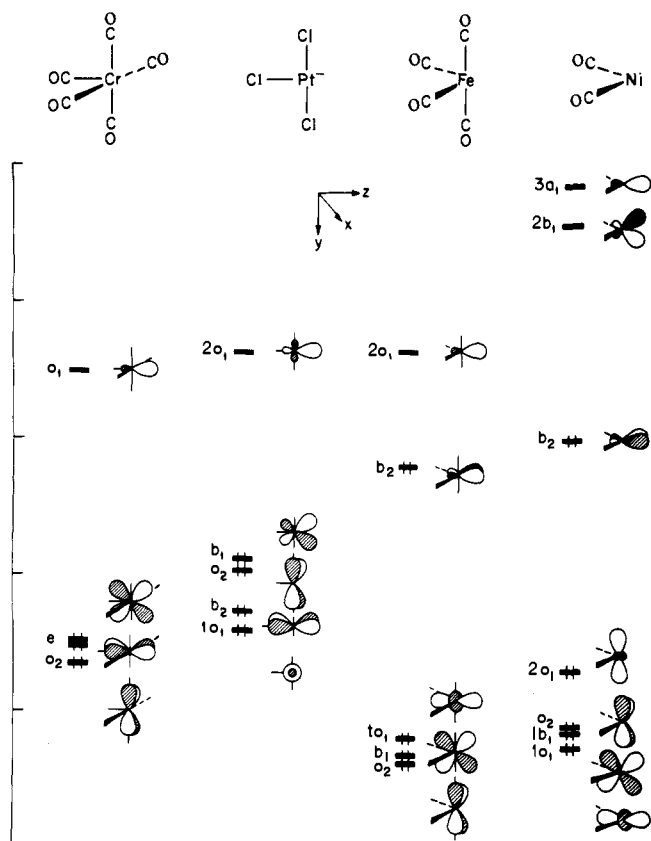 O
C
OC Cr CO
OC
C
O
Cl
Cl Pt⁻
Cl
O
C
OC Fe
OC
C
O
OC Ni
OC
z
x
y
a₁
e
a₂
2a₁
b₁
a₂
b₂
1a₁
2a₁
b₂
1a₁
b₁
a₂
3a₁
2b₁
b₂
2a₁
a₂
1b₁
1a₁